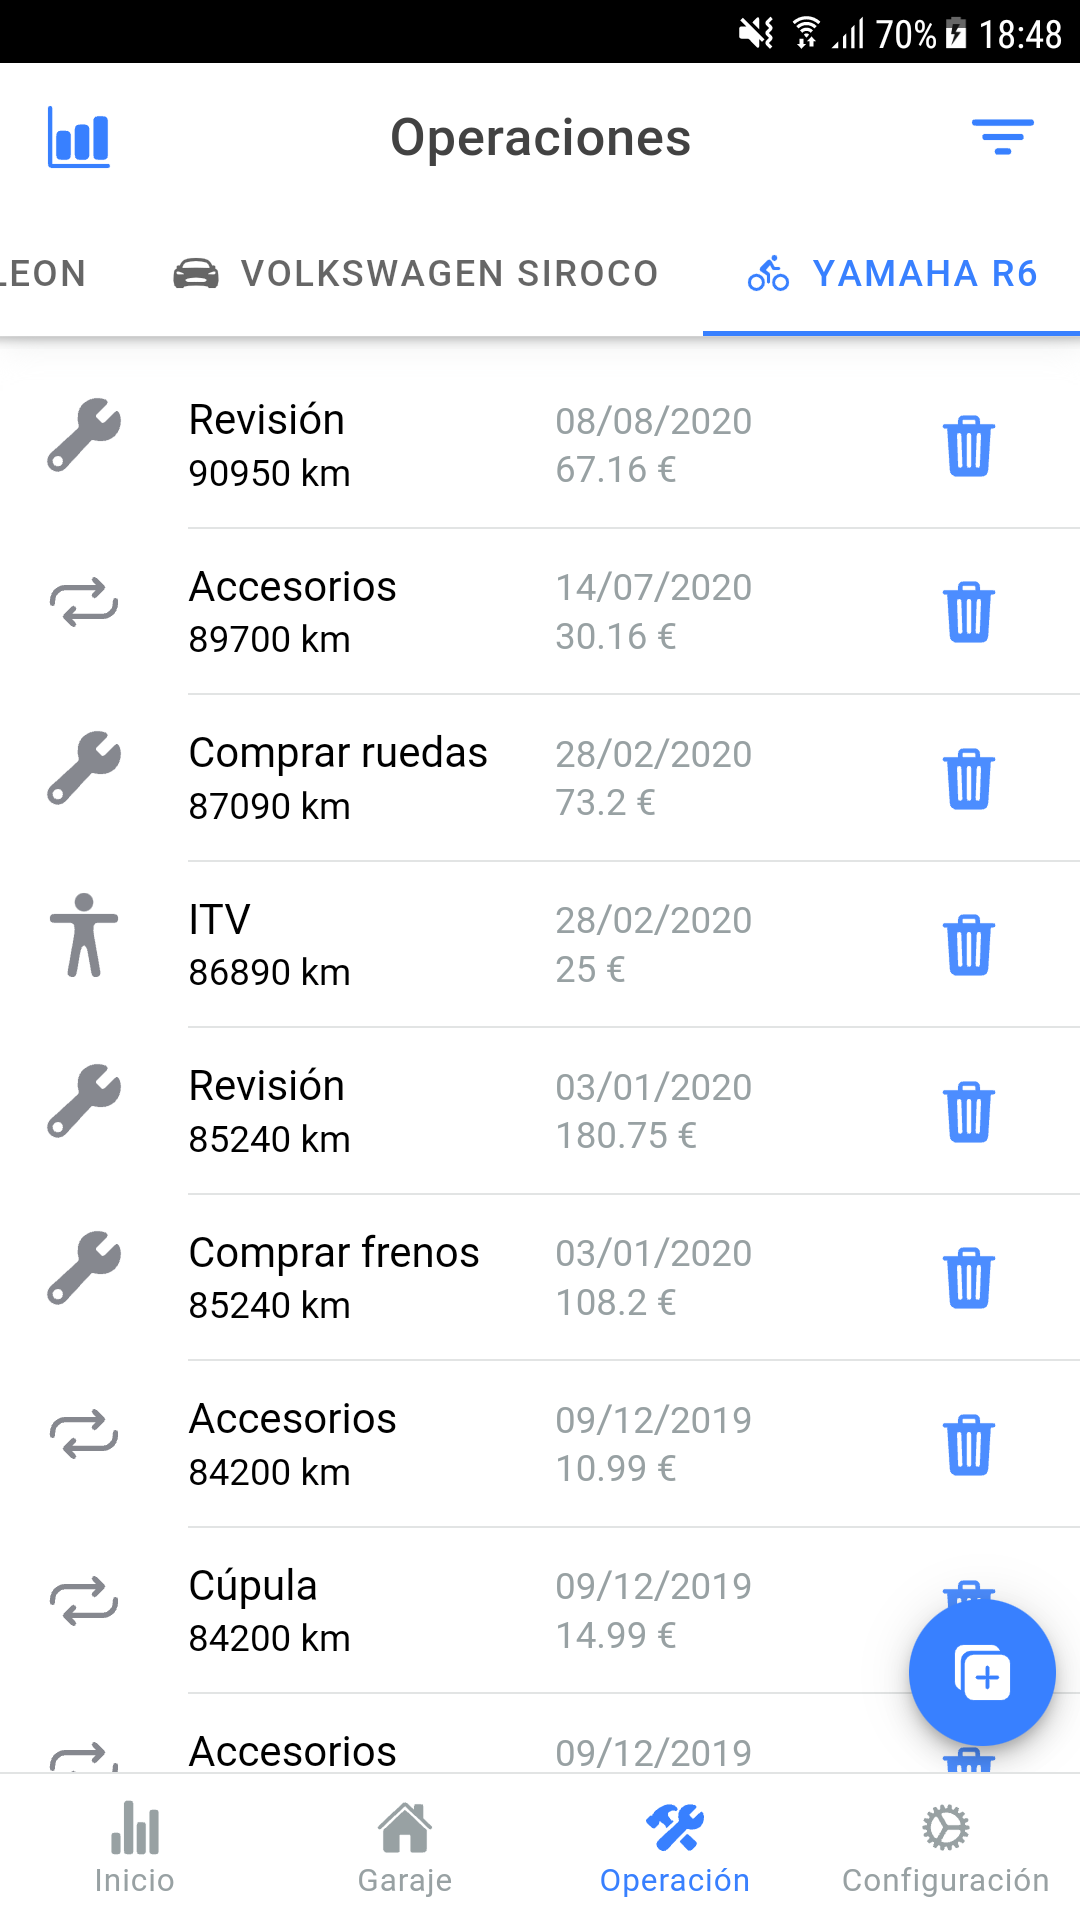 70% 18:48
Operaciones
LEON VOLKSWAGEN SIROCO YAMAHA R6
Revisión 08/08/2020
90950 km 67.16 €
Accesorios 14/07/2020
89700 km 30.16 €
Comprar ruedas 28/02/2020
87090 km 73.2 €
ITV 28/02/2020
86890 km 25 €
Revisión 03/01/2020
85240 km 180.75 €
Comprar frenos 03/01/2020
85240 km 108.2 €
Accesorios 09/12/2019
84200 km 10.99 €
Cúpula 09/12/2019
84200 km 14.99 €
Accesorios 09/12/2019
Inicio Garaje Operación Configuración